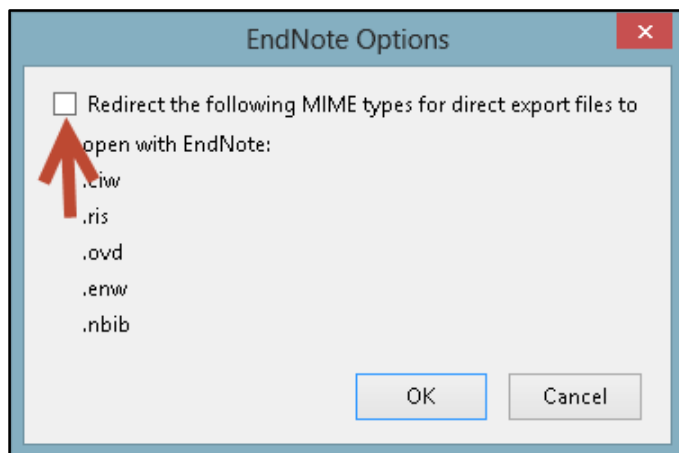 EndNote Options
Redirect the following MIME types for direct export files to
open with EndNote:
.ciw
.ris
.ovd
.enw
.nbib
OK Cancel